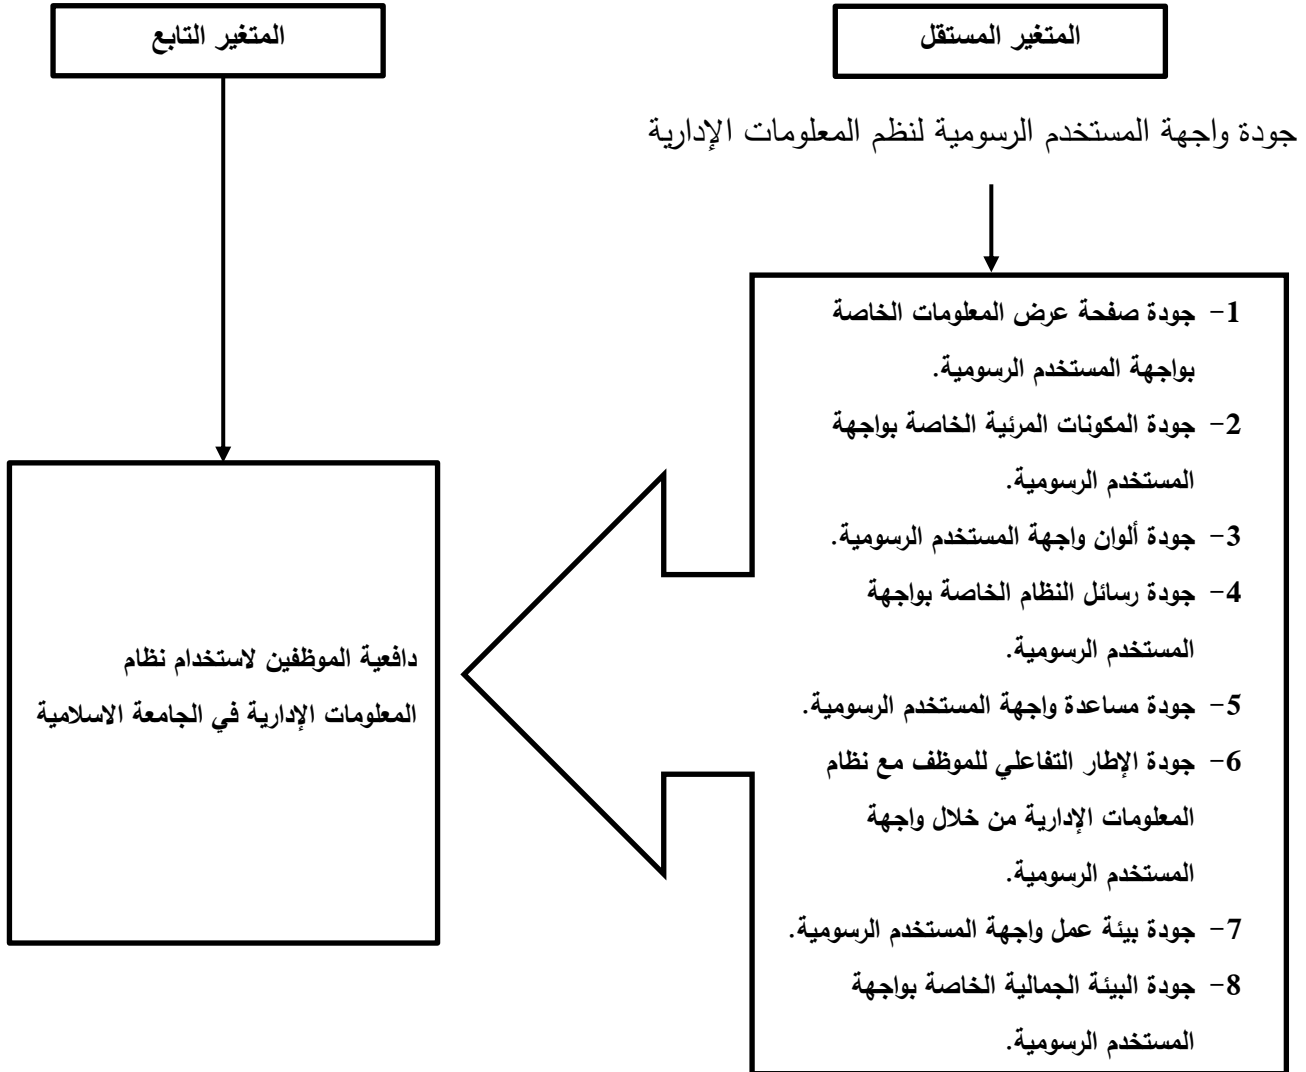 المتغير المستقل
جودة واجهة المستخدم الرسومية لنظم المعلومات الإدارية
1- جودة صفحة عرض المعلومات الخاصة
بواجهة المستخدم الرسومية.
2- جودة المكونات المرئية الخاصة بواجهة
المستخدم الرسومية.
3- جودة ألوان واجهة المستخدم الرسومية.
4- جودة رسائل النظام الخاصة بواجهة
المستخدم الرسومية.
5- جودة مساعدة واجهة المستخدم الرسومية.
6- جودة الإطار التفاعلي للموظف مع نظام
المعلومات الإدارية من خلال واجهة
المستخدم الرسومية.
7- جودة بيئة عمل واجهة المستخدم الرسومية.
8- جودة البيئة الجمالية الخاصة بواجهة
المستخدم الرسومية.
المتغير التابع
دافعية الموظفين لاستخدام نظام
المعلومات الإدارية في الجامعة الاسلامية